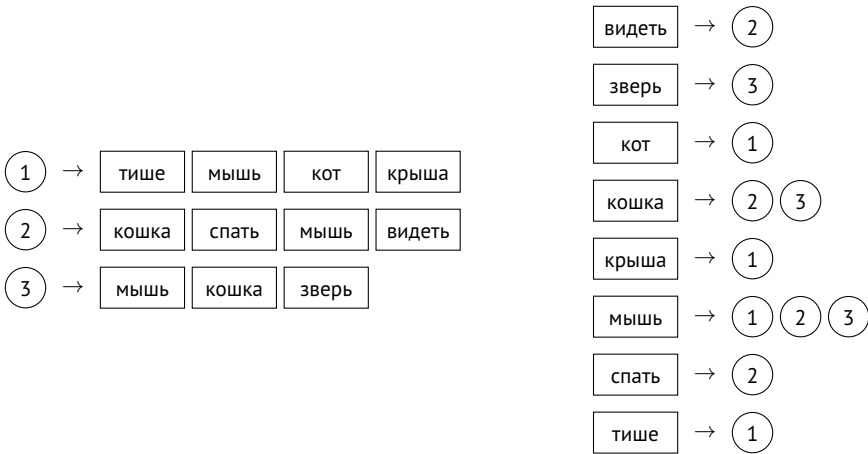 1 → тише мышь кот крыша
2 → кошка спать мышь видеть
3 → мышь кошка зверь
видеть → 2
зверь → 3
кот → 1
кошка → 2 3
крыша → 1
мышь → 1 2 3
спать → 2
тише → 1